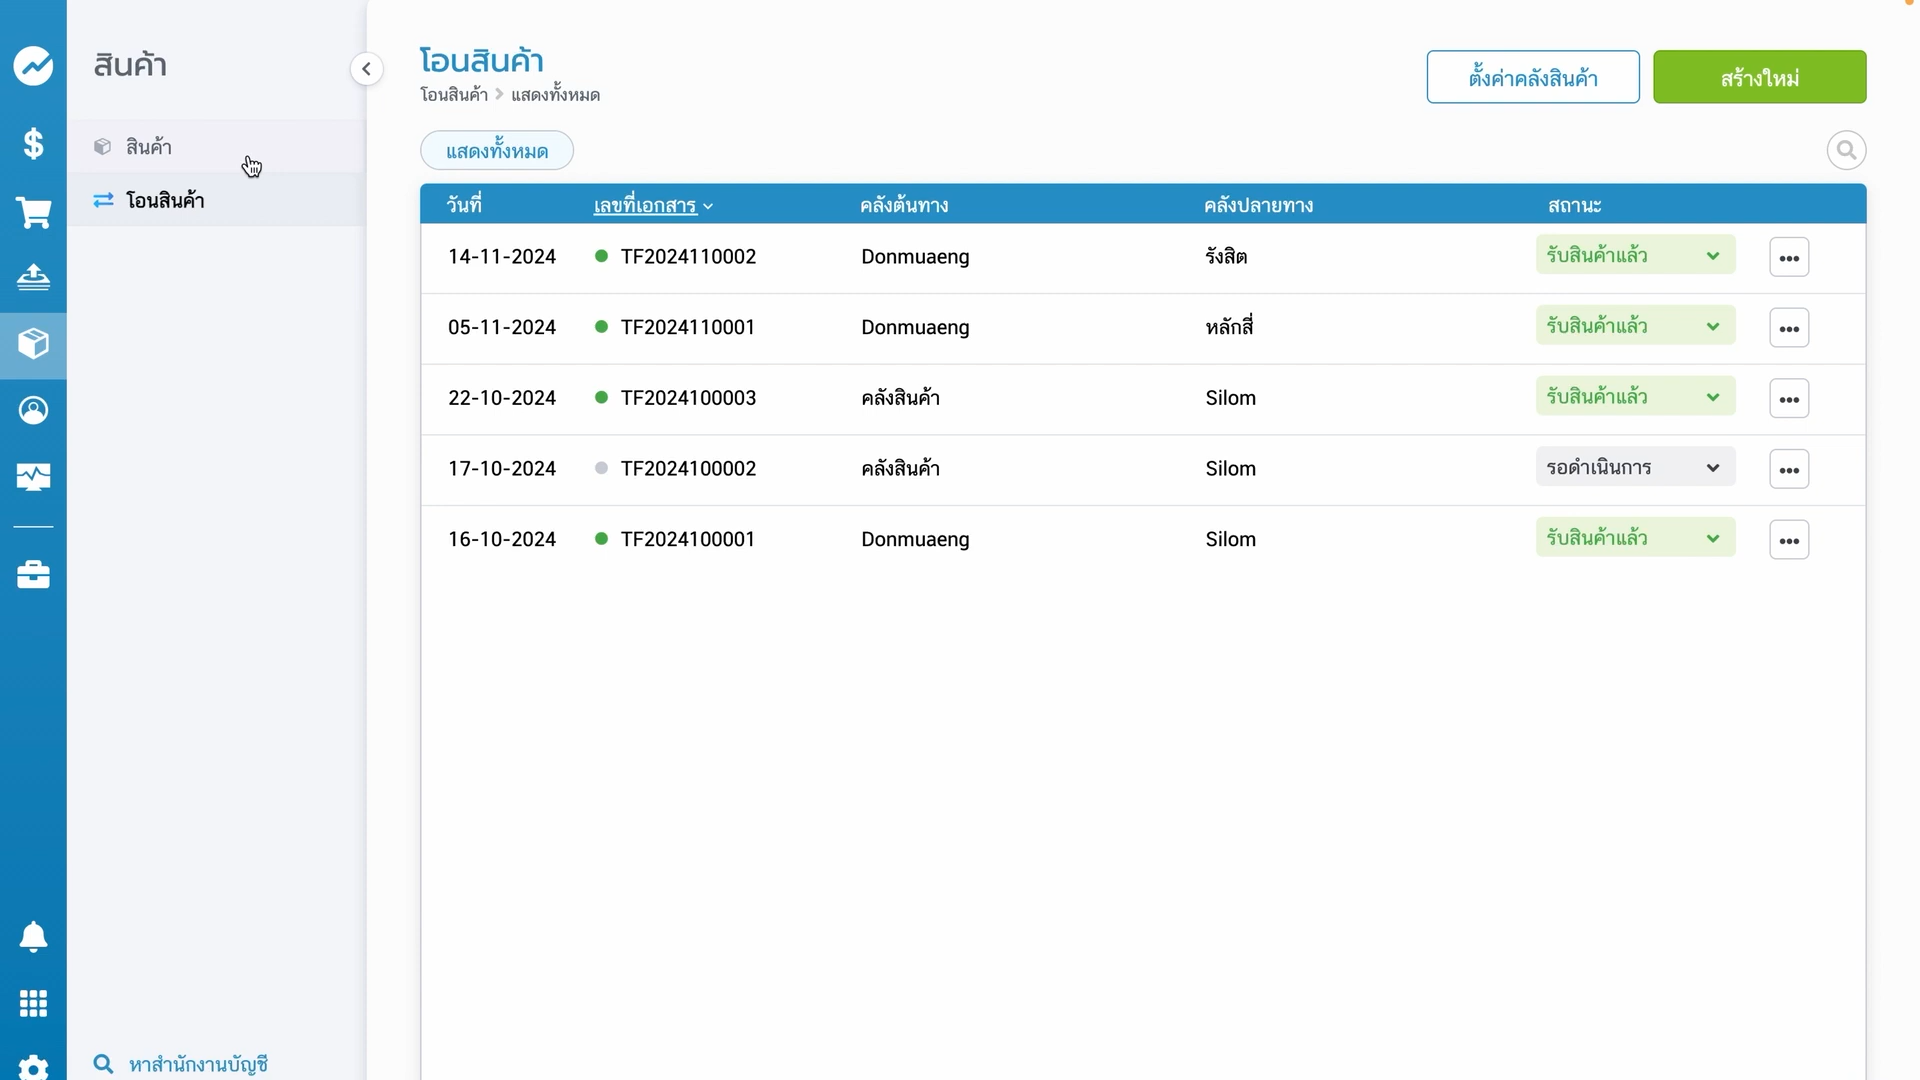 สินค้า
สินค้า
โอนสินค้า
หาสำนักงานบัญชี
โอนสินค้า
โอนสินค้า > แสดงทั้งหมด
ตั้งค่าคลังสินค้า
สร้างใหม่
แสดงทั้งหมด
วันที่ เลขที่เอกสาร คลังต้นทาง คลังปลายทาง สถานะ
14-11-2024 TF2024110002 Donmuaeng รังสิต รับสินค้าแล้ว
05-11-2024 TF2024110001 Donmuaeng หลักสี่ รับสินค้าแล้ว
22-10-2024 TF2024100003 คลังสินค้า Silom รับสินค้าแล้ว
17-10-2024 TF2024100002 คลังสินค้า Silom รอดำเนินการ
16-10-2024 TF2024100001 Donmuaeng Silom รับสินค้าแล้ว